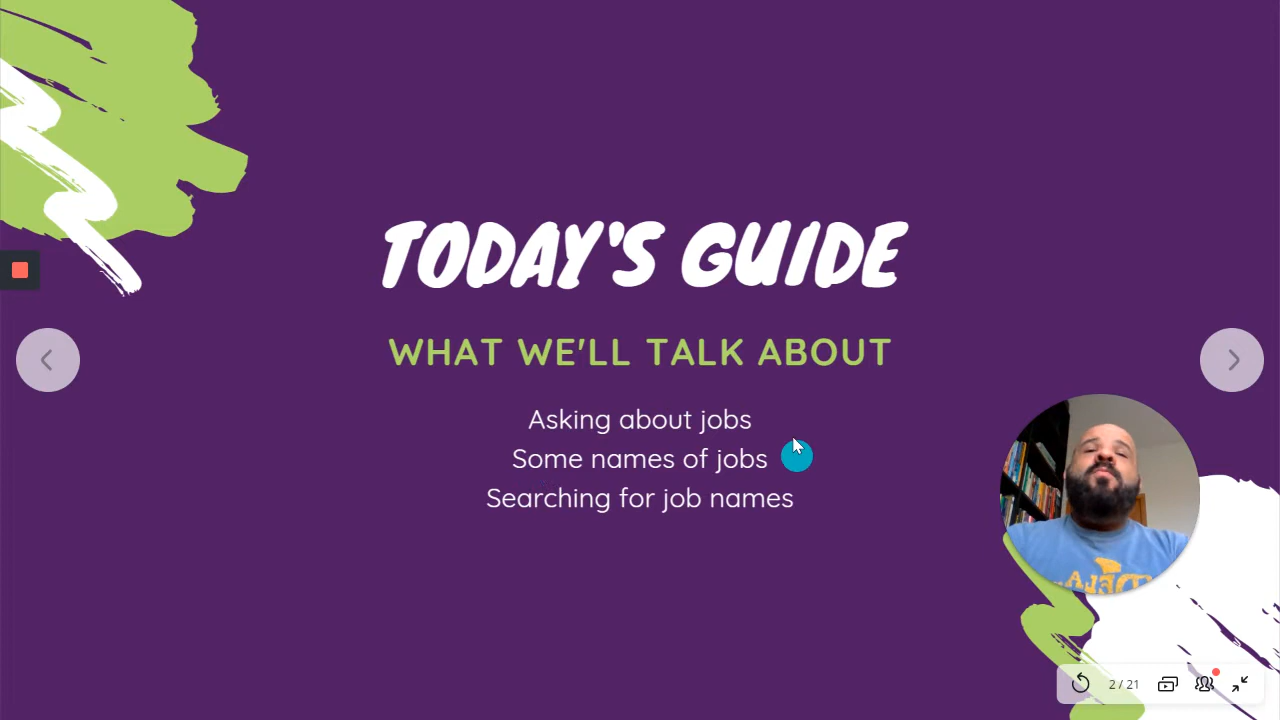 TODAY'S GUIDE
WHAT WE'LL TALK ABOUT
Asking about jobs
Some names of jobs
Searching for job names
2 / 21